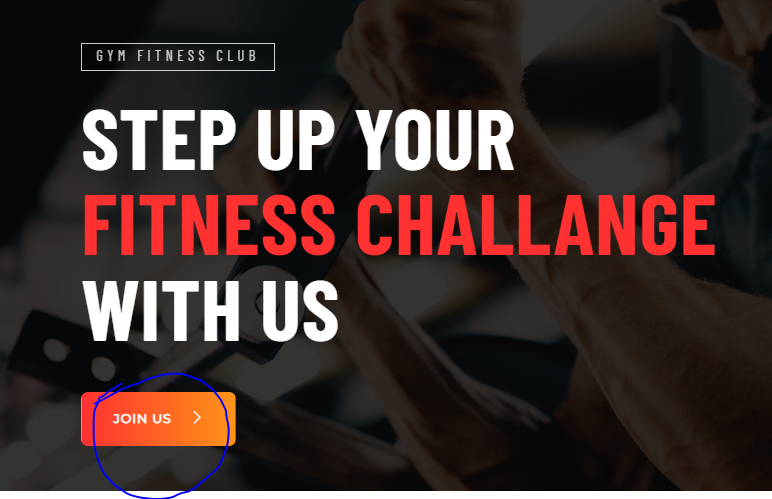 GYM FITNESS CLUB
STEP UP YOUR
FITNESS CHALLANGE
WITH US
JOIN US